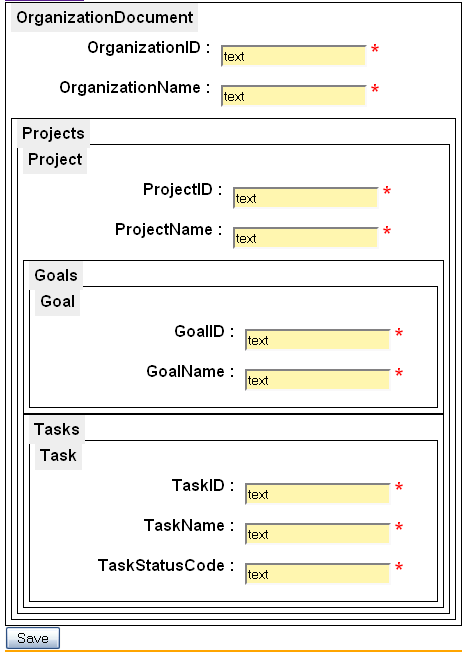 OrganizationDocument
OrganizationID : text *
OrganizationName : text *
Projects
Project
ProjectID : text *
ProjectName : text *
Goals
Goal
GoalID : text *
GoalName : text *
Tasks
Task
TaskID : text *
TaskName : text *
TaskStatusCode : text *
Save